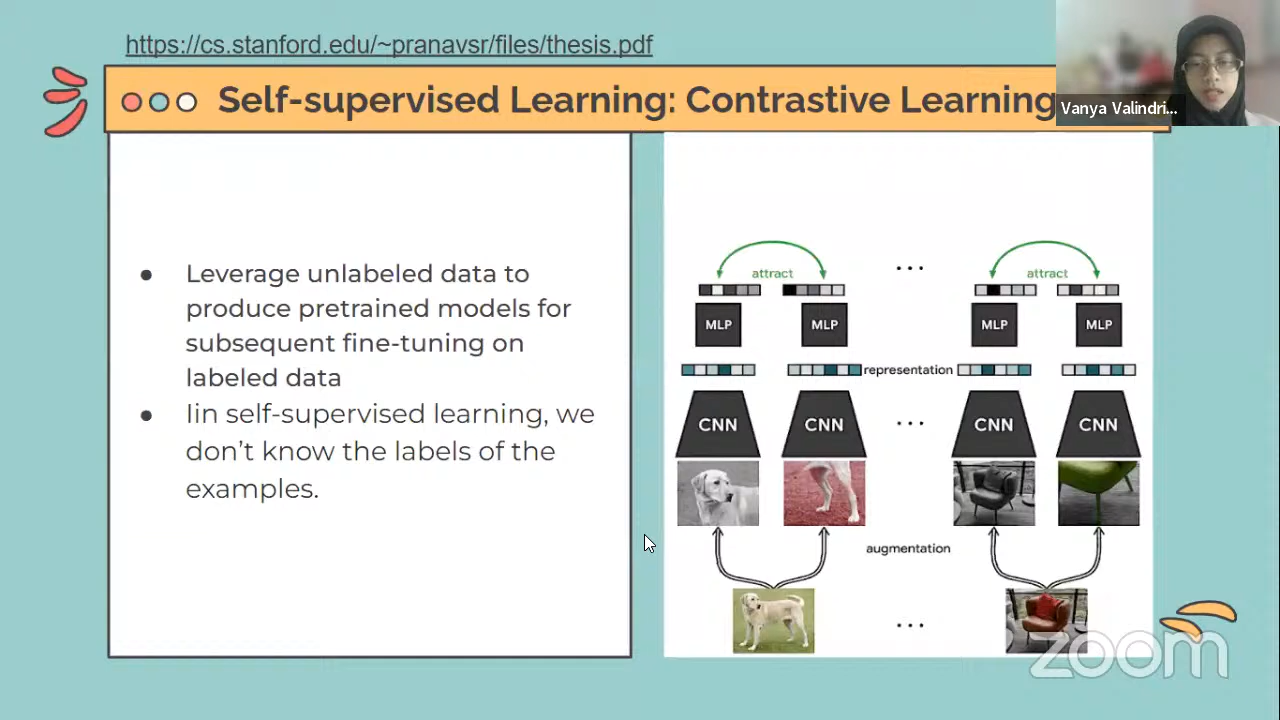 https://cs.stanford.edu/~pranavsr/files/thesis.pdf
Self-supervised Learning: Contrastive Learning
Vanya Valindri...
Leverage unlabeled data to
produce pretrained models for
subsequent fine-tuning on
labeled data
Iin self-supervised learning, we
don't know the labels of the
examples.
...
attract
attract
MLP
MLP
MLP
MLP
representation
CNN
CNN
...
CNN
CNN
augmentation
...
zoom